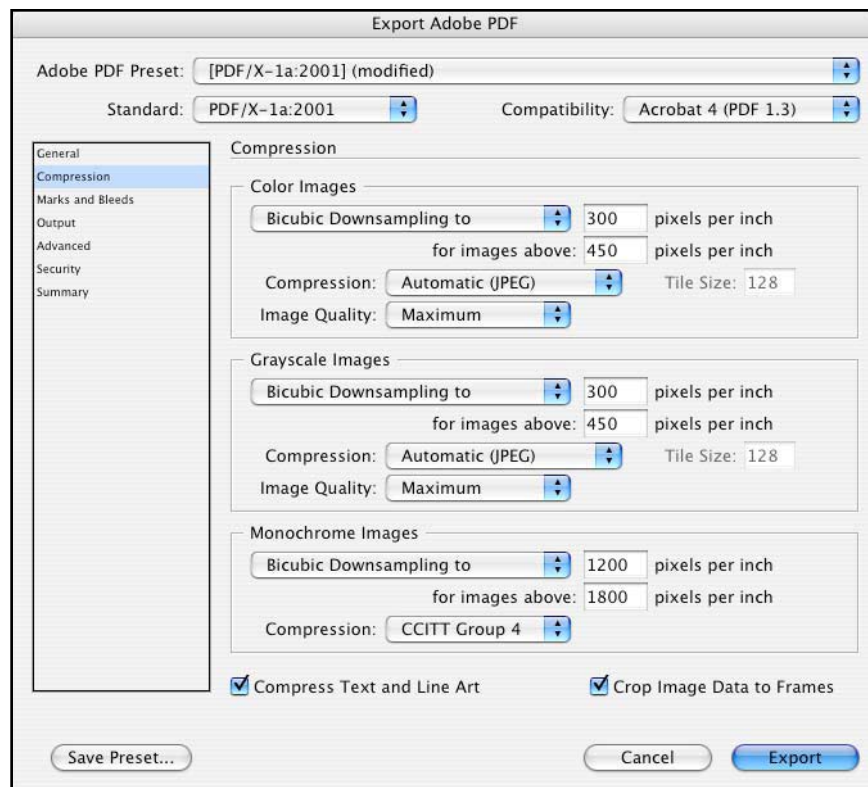 Export Adobe PDF
Adobe PDF Preset: [PDF/X-1a:2001] (modified)
Standard: PDF/X-1a:2001 Compatibility: Acrobat 4 (PDF 1.3)
General
Compression
Marks and Bleeds
Output
Advanced
Security
Summary
Compression
Color Images
Bicubic Downsampling to 300 pixels per inch
for images above: 450 pixels per inch
Compression: Automatic (JPEG) Tile Size: 128
Image Quality: Maximum
Grayscale Images
Bicubic Downsampling to 300 pixels per inch
for images above: 450 pixels per inch
Compression: Automatic (JPEG) Tile Size: 128
Image Quality: Maximum
Monochrome Images
Bicubic Downsampling to 1200 pixels per inch
for images above: 1800 pixels per inch
Compression: CCITT Group 4
Compress Text and Line Art Crop Image Data to Frames
Save Preset... Cancel Export